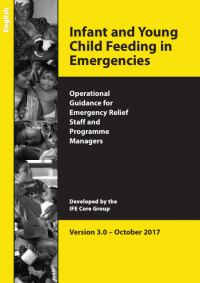 English
Infant and Young
Child Feeding in
Emergencies
Operational
Guidance for
Emergency Relief
Staff and
Programme
Managers
Developed by the
IFE Core Group
Version 3.0 – October 2017